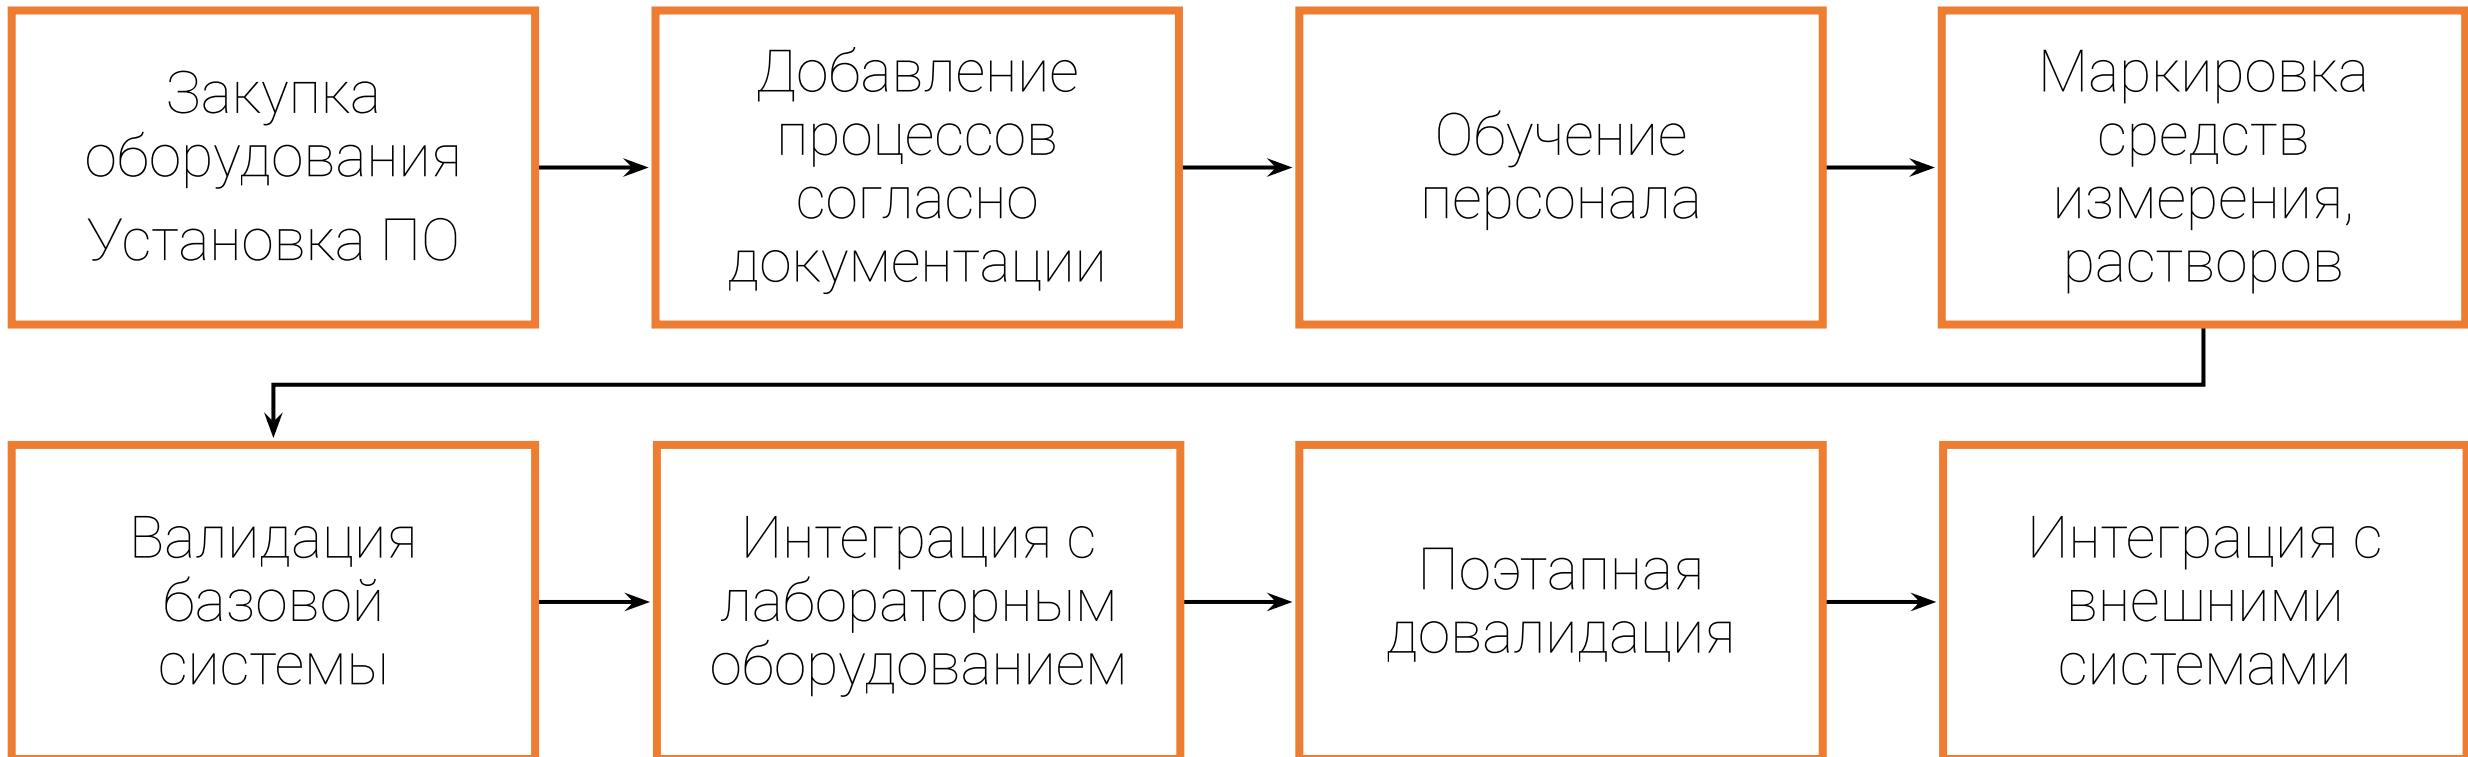 Закупка
оборудования
Установка ПО
Добавление
процессов
согласно
документации
Обучение
персонала
Маркировка
средств
измерения,
растворов
Валидация
базовой
системы
Интеграция с
лабораторным
оборудованием
Поэтапная
довалидация
Интеграция с
внешними
системами